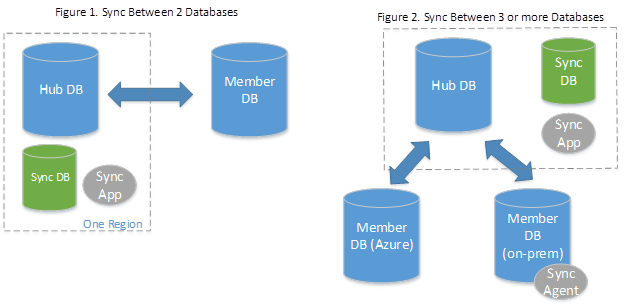 Figure 1. Sync Between 2 Databases
Hub DB
Member
DB
Sync DB
Sync
App
One Region
Figure 2. Sync Between 3 or more Databases
Hub DB
Sync
DB
Sync
App
Member
DB (Azure)
Member
DB
(on-prem)
Sync
Agent